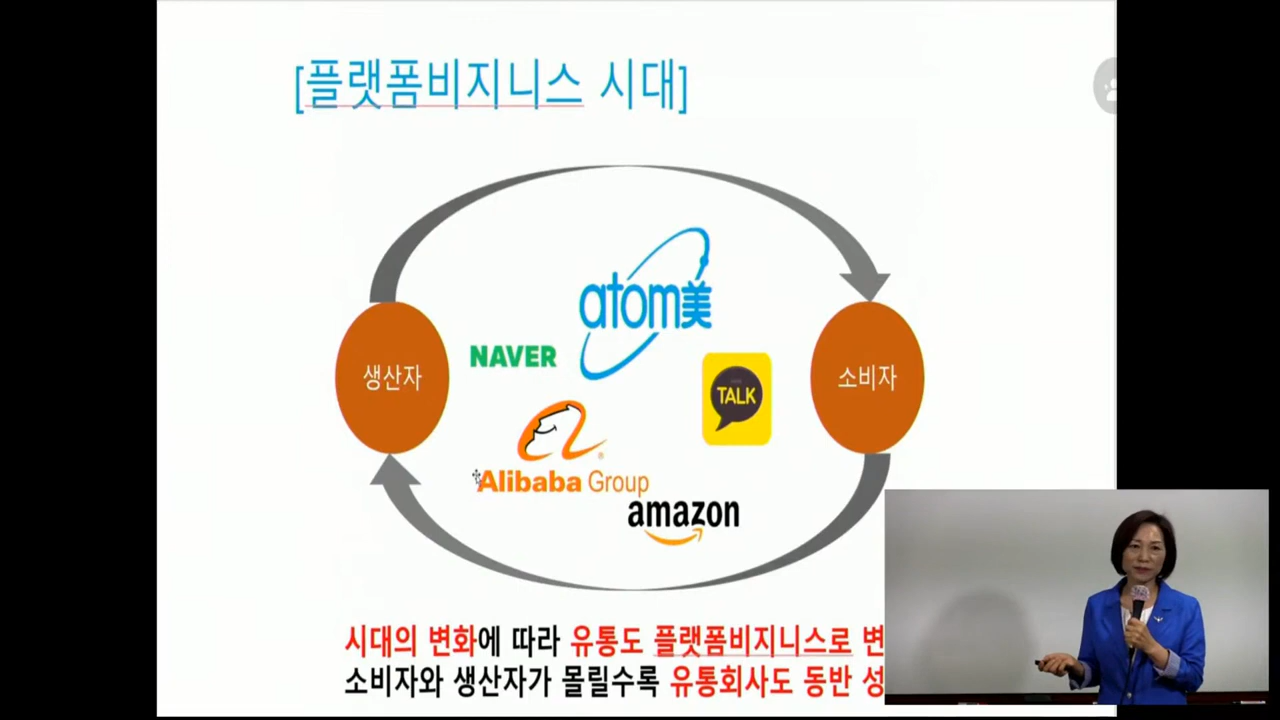 [플랫폼비지니스 시대]
atom美
NAVER
생산자
TALK
소비자
Alibaba Group
amazon
시대의 변화에 따라 유통도 플랫폼비지니스로 변
소비자와 생산자가 몰릴수록 유통회사도 동반 성